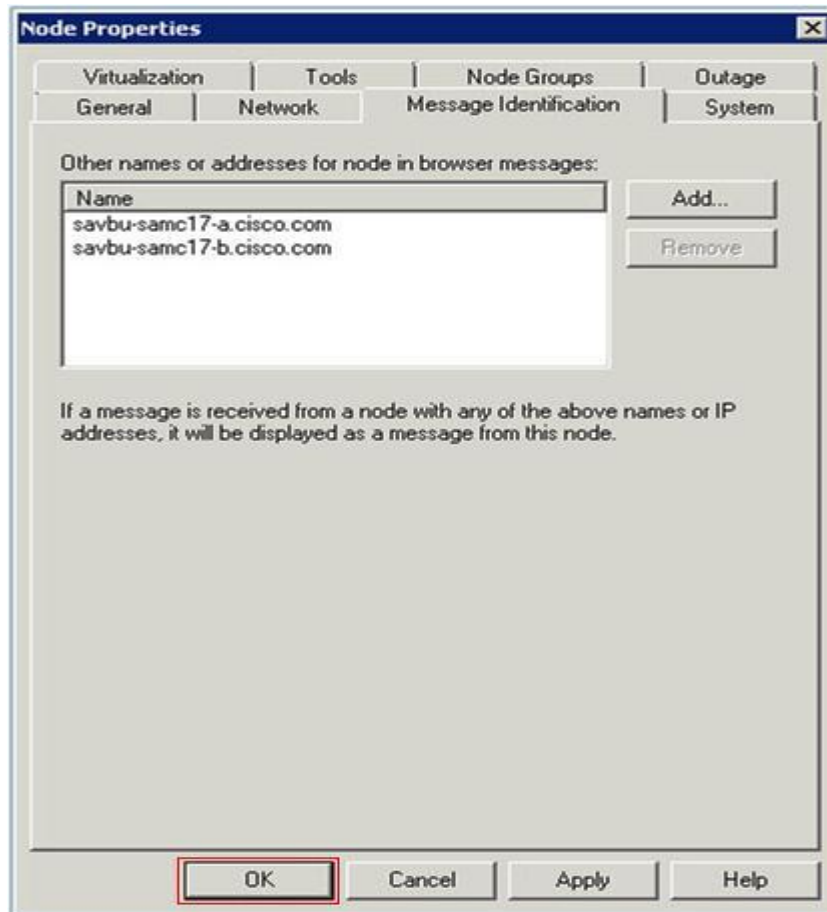 Node Properties
Virtualization Tools Node Groups Outage
General Network Message Identification System
Other names or addresses for node in browser messages:
Name
savbu-samc17-a.cisco.com
savbu-samc17-b.cisco.com
Add...
Remove
If a message is received from a node with any of the above names or IP
addresses, it will be displayed as a message from this node.
OK Cancel Apply Help